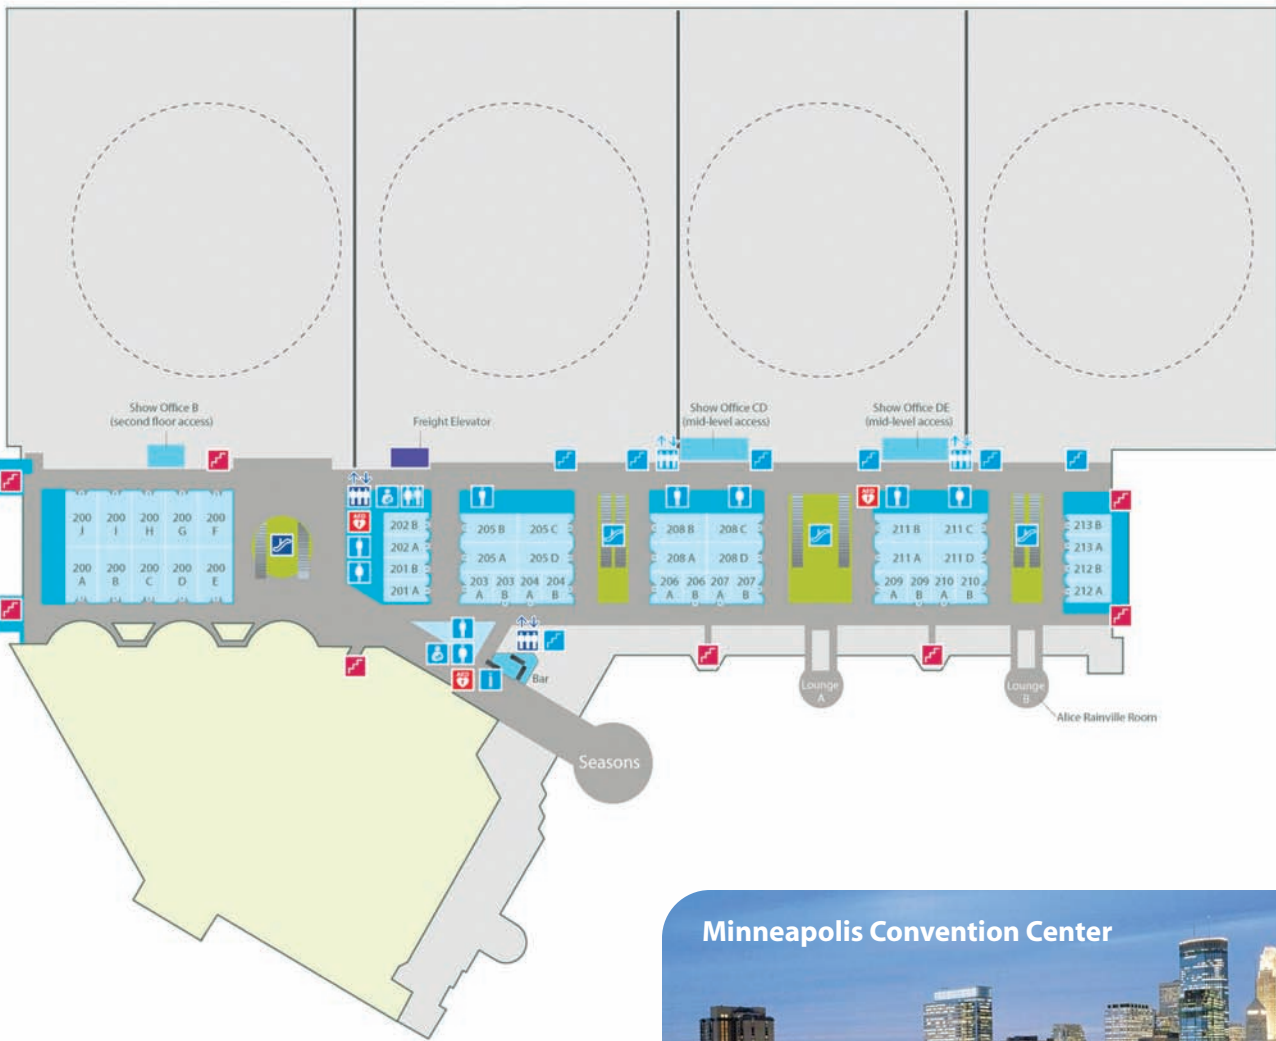 Show Office B
(second floor access)
Freight Elevator
Show Office CD
(mid-level access)
Show Office DE
(mid-level access)
200 J
200 I
200 H
200 G
200 F
200 A
200 B
200 C
200 D
200 E
AED
202 B
202 A
201 B
201 A
205 B
205 C
205 A
205 D
203 A
203 B
204 A
204 B
208 B
208 C
208 A
208 D
206 A
206 B
207 A
207 B
AED
211 B
211 C
211 A
211 D
209 A
209 B
210 A
210 B
213 B
213 A
212 B
212 A
AED
i
Bar
Lounge
A
Lounge
B
Alice Rainville Room
Seasons
Minneapolis Convention Center